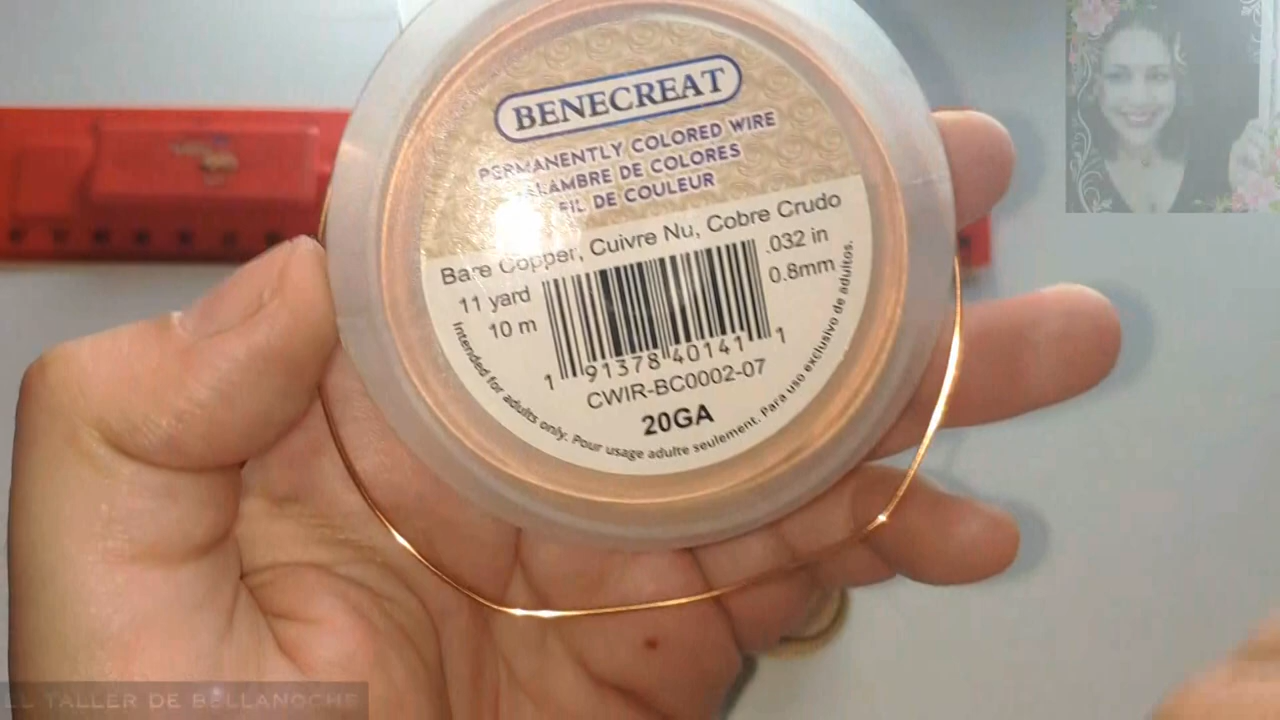 BENECREAT
PERMANENTLY COLORED WIRE
ALAMBRE DE COLORES
FIL DE COULEUR
Bare Copper, Cuivre Nu, Cobre Crudo
11 yard
10 m
.032 in
0.8mm
1 91378 40141 1
CWIR-BC0002-07
20GA
Intended for adults only. Pour usage adulte seulement. Para uso exclusivo de adultos.
EL TALLER DE BELLANOCHE